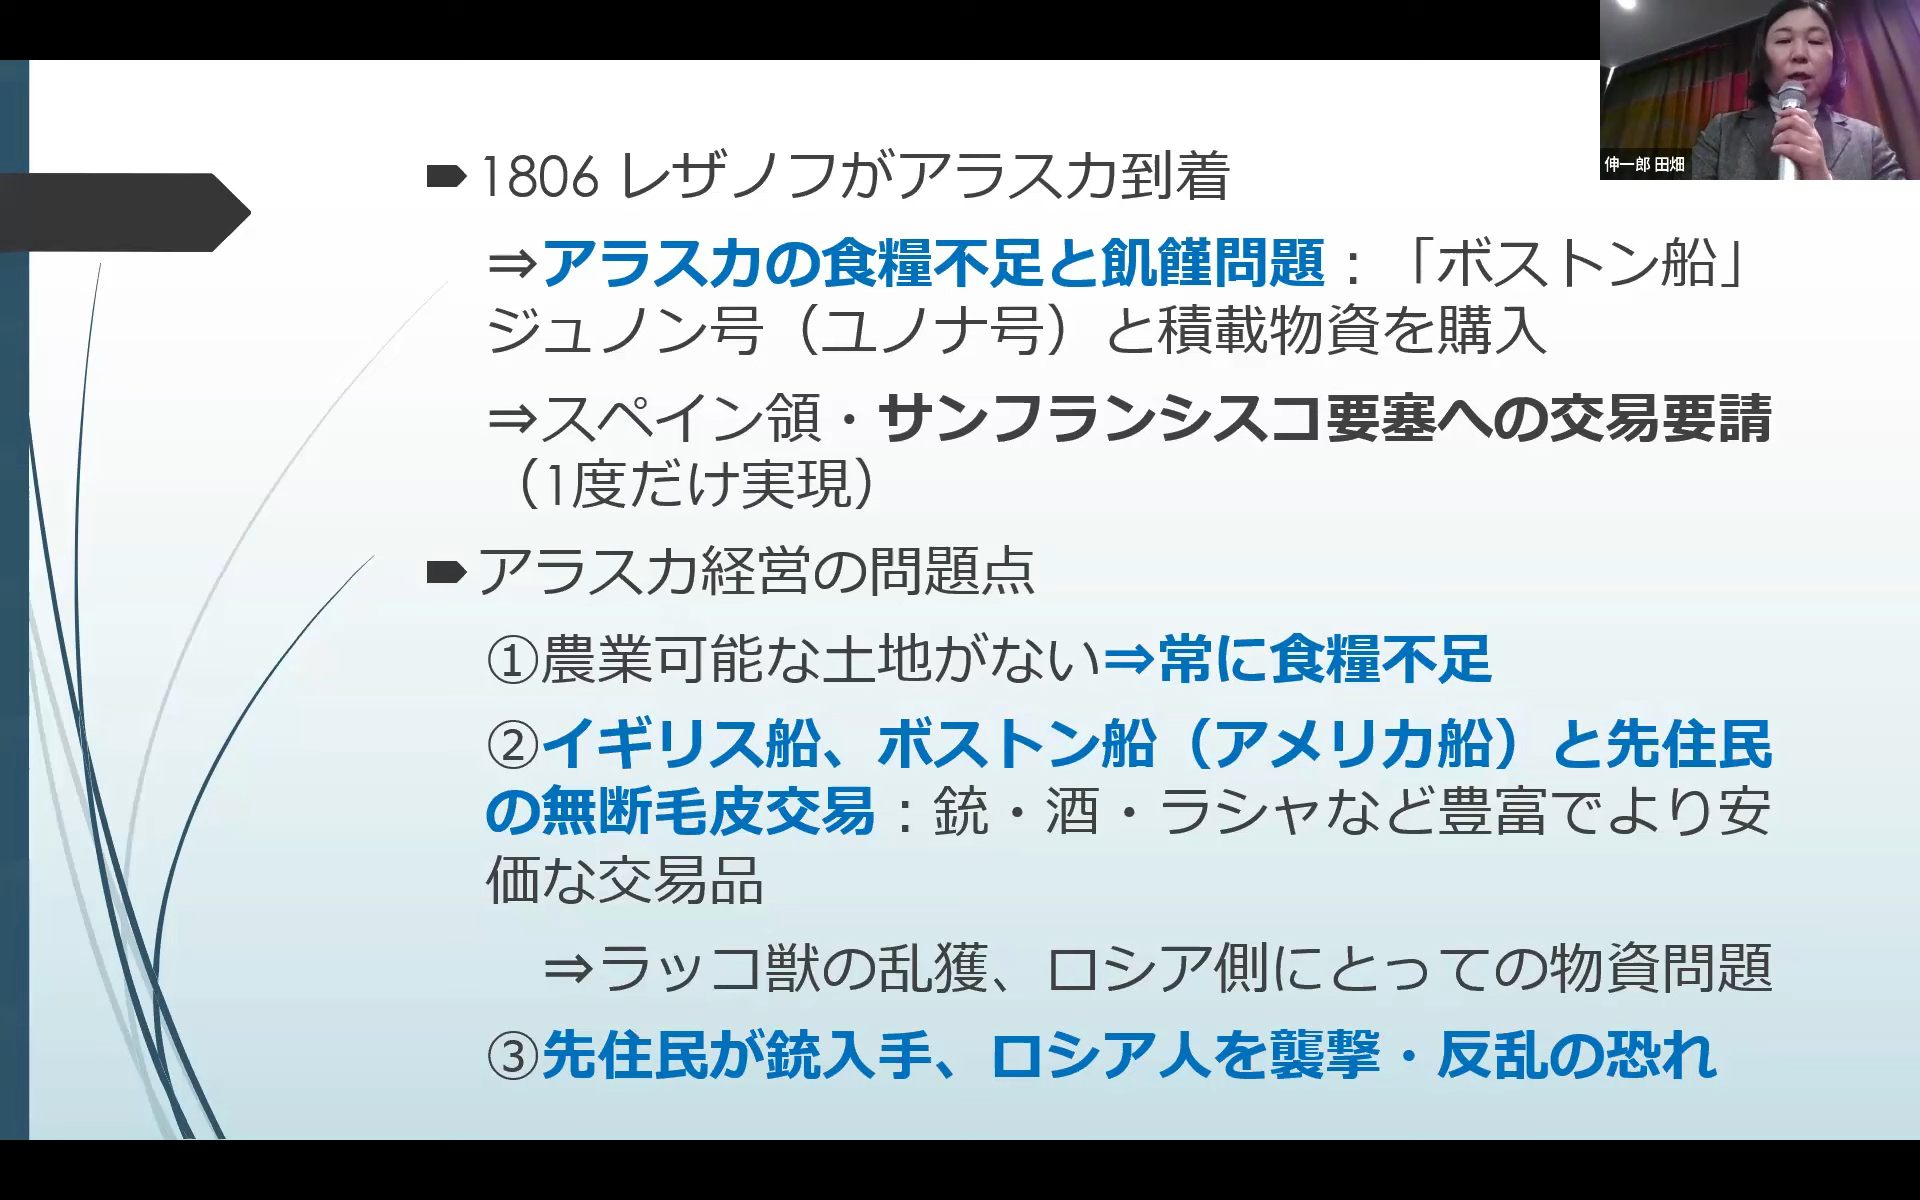 1806 レザノフがアラスカ到着
⇒アラスカの食糧不足と飢饉問題：「ボストン船」
ジュノン号（ユノナ号）と積載物資を購入
⇒スペイン領・サンフランシスコ要塞への交易要請
（1度だけ実現）
アラスカ経営の問題点
①農業可能な土地がない⇒常に食糧不足
②イギリス船、ボストン船（アメリカ船）と先住民
の無断毛皮交易：銃・酒・ラシャなど豊富でより安
価な交易品
⇒ラッコ獣の乱獲、ロシア側にとっての物資問題
③先住民が銃入手、ロシア人を襲撃・反乱の恐れ
伸一郎 田畑